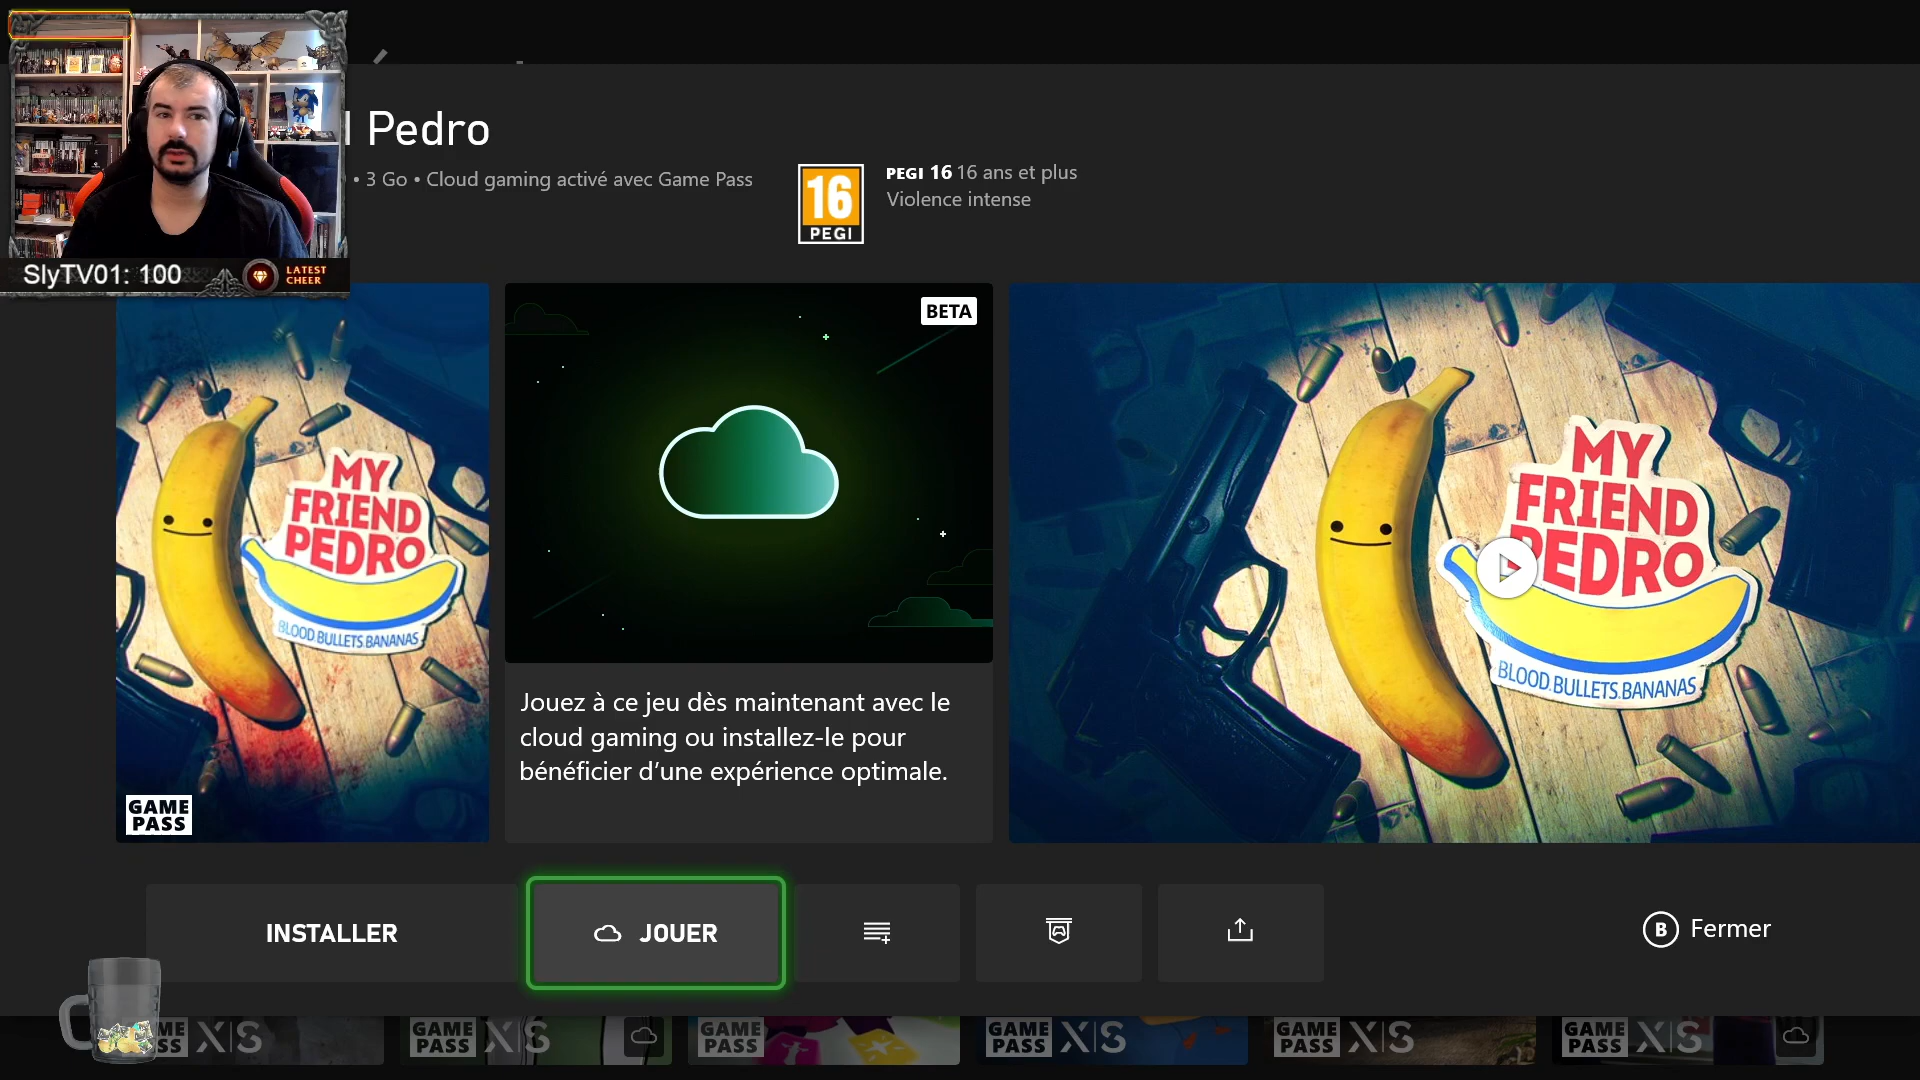 Pedro
• 3 Go • Cloud gaming activé avec Game Pass
16
PEGI
PEGI 16 16 ans et plus
Violence intense
SlyTV01: 100
LATEST
CHEER
MY
FRIEND
PEDRO
BLOOD.BULLETS.BANANAS
GAME
PASS
BETA
Jouez à ce jeu dès maintenant avec le
cloud gaming ou installez-le pour
bénéficier d’une expérience optimale.
MY
FRIEND
PEDRO
BLOOD.BULLETS.BANANAS
INSTALLER
JOUER
B Fermer
PASS X|S
GAME
PASS X|S
GAME
PASS
GAME
PASS X|S
GAME
PASS X|S
GAME
PASS X|S